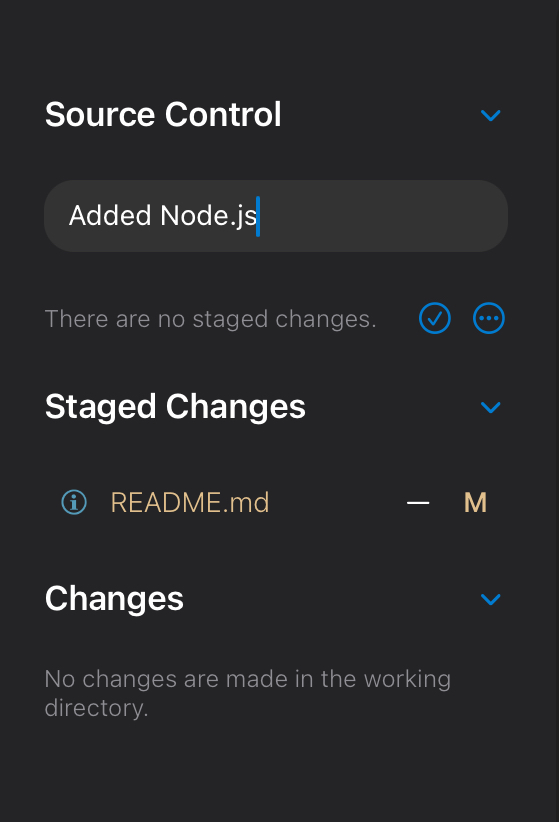 Source Control
Added Node.js
There are no staged changes.
Staged Changes
README.md — M
Changes
No changes are made in the working
directory.